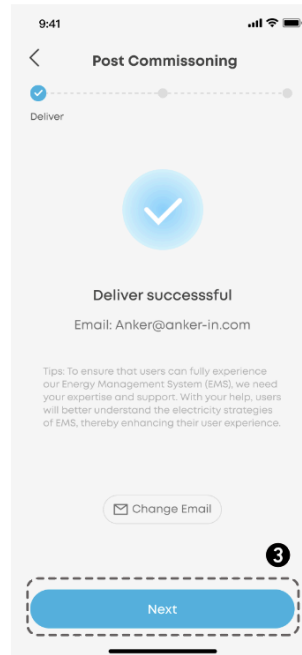 9:41
Post Commissoning
Deliver
Deliver successsful
Email: Anker@anker-in.com
Tips: To ensure that users can fully experience
our Energy Management System (EMS), we need
your expertise and support. With your help, users
will better understand the electricity strategies
of EMS, thereby enhancing their user experience.
Change Email
3
Next